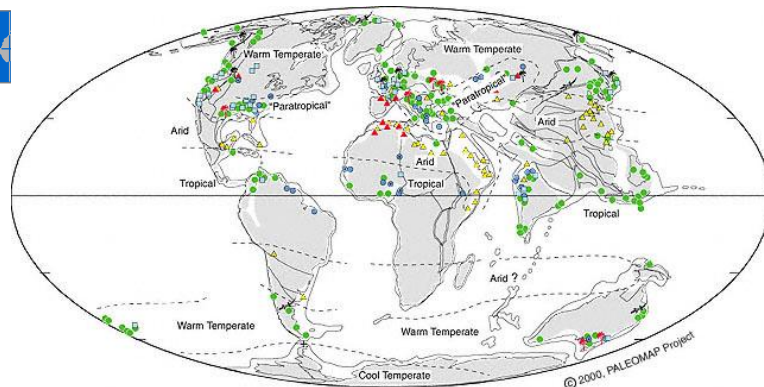 Warm Temperate
Warm Temperate
"Paratropical"
"Paratropical"
Arid
Arid
Arid
Tropical
Tropical
Tropical
Arid ?
Warm Temperate
Warm Temperate
Cool Temperate
© 2000, PALEOMAP Project